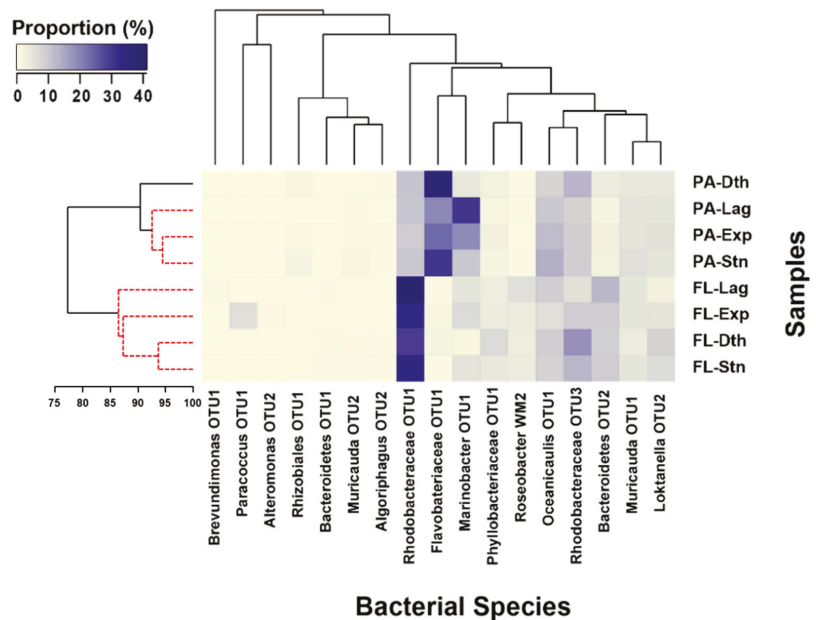 Proportion (%)
0 10 20 30 40
PA-Dth
PA-Lag
PA-Exp
PA-Stn
FL-Lag
FL-Exp
FL-Dth
FL-Stn
Samples
75 80 85 90 95 100
Brevundimonas OTU1
Paracoccus OTU1
Alteromonas OTU2
Rhizobiales OTU1
Bacteroidetes OTU1
Muricauda OTU2
Algoriphagus OTU2
Rhodobacteraceae OTU1
Flavobateriaceae OTU1
Marinobacter OTU1
Phyllobacteriaceae OTU1
Roseobacter WM2
Oceanicaulis OTU1
Rhodobacteraceae OTU3
Bacteroidetes OTU2
Muricauda OTU1
Loktanella OTU2
Bacterial Species